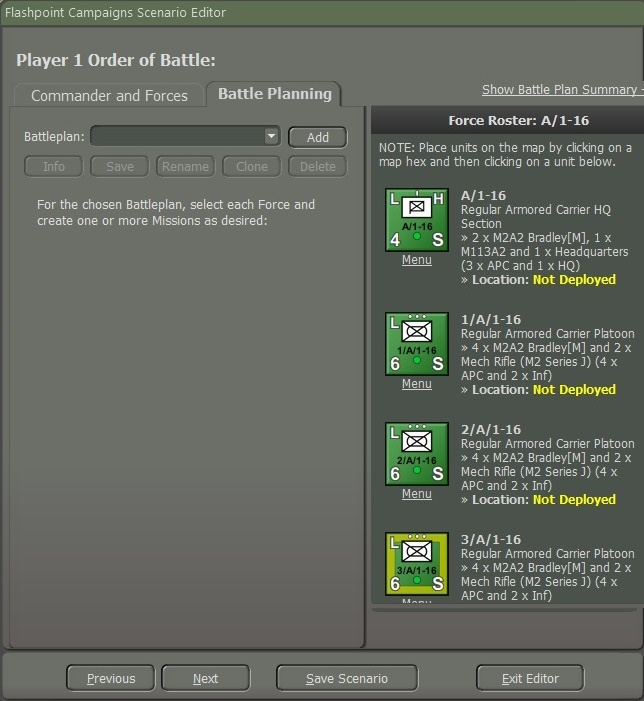 Flashpoint Campaigns Scenario Editor
Player 1 Order of Battle:
Commander and Forces
Battle Planning
Show Battle Plan Summary
Battleplan:
Add
Info
Save
Rename
Clone
Delete
For the chosen Battleplan, select each Force and
create one or more Missions as desired:
Force Roster: A/1-16
NOTE: Place units on the map by clicking on a
map hex and then clicking on a unit below.
L H
A/1-16
4 S
Menu
A/1-16
Regular Armored Carrier HQ
Section
» 2 x M2A2 Bradley[M], 1 x
M113A2 and 1 x Headquarters
(3 x APC and 1 x HQ)
» Location: Not Deployed
L
1/A/1-16
6 S
Menu
1/A/1-16
Regular Armored Carrier Platoon
» 4 x M2A2 Bradley[M] and 2 x
Mech Rifle (M2 Series J) (4 x
APC and 2 x Inf)
» Location: Not Deployed
L
2/A/1-16
6 S
Menu
2/A/1-16
Regular Armored Carrier Platoon
» 4 x M2A2 Bradley[M] and 2 x
Mech Rifle (M2 Series J) (4 x
APC and 2 x Inf)
» Location: Not Deployed
L
3/A/1-16
6 S
Menu
3/A/1-16
Regular Armored Carrier Platoon
» 4 x M2A2 Bradley[M] and 2 x
Mech Rifle (M2 Series J) (4 x
APC and 2 x Inf)
Previous
Next
Save Scenario
Exit Editor